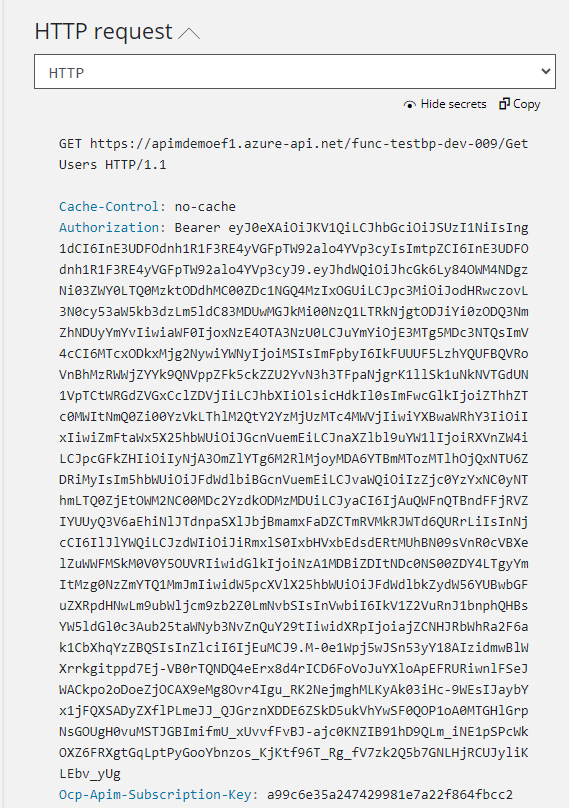 HTTP request
HTTP
Hide secrets Copy
GET https://apimdemoef1.azure-api.net/func-testbp-dev-009/Get
Users HTTP/1.1
Cache-Control: no-cache
Authorization: Bearer eyJ0eXAiOiJKV1QiLCJhbGciOiJSUzI1NiIsIng
1dCI6InE3UDFOdnh1R1F3RE4yVGFpTW92alo4YVp3cyIsImtpZCI6InE3UDFO
dnh1R1F3RE4yVGFpTW92alo4YVp3cyJ9.eyJhdWQiOiJhcGk6Ly84OWM4NDgz
Ni03ZWY0LTQ0MzktODdhMC00ZDc1NGQ4MzIxOGUiLCJpc3MiOiJodHRwczovL
3N0cy53aW5kb3dzLm5ldC83MDUwMGJkMi00NzQ1LTRkNjgtODJiYi0zODQ3Nm
ZhNDUyYmYvIiwiaWF0IjoxNzE4OTA3NzU0LCJuYmYiOjE3MTg5MDc3NTQsImV
4cCI6MTcxODkxMjg2NywiYWNyIjoiMSIsImFpbyI6IkFUUUF5LzhYQUFBQVRo
VnBhMzRWWjZYYk9QNVppZFk5ckZZU2YvN3h3TFpaNjgrK1llSk1uNkNVTGdUN
1VpTCtWRGdZVGxCclZDVjIiLCJhbXIiOlsicHdkIl0sImFwcGlkIjoiZThhZT
c0MWItNmQ0Zi00YzVkLThlM2QtY2YzMjUzMTc4MWVjIiwiYXBwaWRhY3IiOiI
xIiwiZmFtaWx5X25hbWUiOiJGcnVuemEiLCJnaXZlbl9uYW1lIjoiRXVnZW4i
LCJpcGFkZHIiOiIyNjA3OmZlYTg6M2RlMjoyMDA6YTBmMTozMTlhOjQxNTU6Z
DRiMyIsIm5hbWUiOiJFdWdlbiBGcnVuemEiLCJvaWQiOiIzZjc0YzYxNC0yNT
hmLTQ0ZjEtOWM2NC00MDc2YzdkODMzMDUiLCJyaCI6IjAuQWFnQTBndFFjRVZ
IYUUyQ3V6aEhiNlJTdnpaSXlJbjBmamxFaDZCTmRVMkRJWTd6QURrLiIsInNj
cCI6IlJlYWQiLCJzdWIiOiJiRmxlS0IxbHVxbEdsdERtMUhBN09sVnR0cVBXe
lZuWWFMSkM0V0Y5OUVRIiwidGlkIjoiNzA1MDBiZDItNDc0NS00ZDY4LTgyYm
ItMzg0NzZmYTQ1MmJmIiwidW5pcXVlX25hbWUiOiJFdWdlbkZydW56YUBwbGF
uZXRpdHNwLm9ubWljcm9zb2Z0LmNvbSIsInVwbiI6IkV1Z2VuRnJ1bnphQHBs
YW5ldGl0c3Aub25taWNyb3NvZnQuY29tIiwidXRpIjoiajZCNHJRbWhRa2F6a
k1CbXhqYzZBQSIsInZlciI6IjEuMCJ9.M-0e1Wpj5wJSn53yY18AIzidmwBlW
Xrrkgitppd7Ej-VB0rTQNDQ4eErx8d4rICD6FoVoJuYXloApEFRURiwnlFSeJ
WACkpo2oDoeZjOCAX9eMg8Ovr4Igu_RK2NejmghMLKyAk03iHc-9WEsIJaybY
x1jFQXSADyZXflPLmeJJ_QJGrznXDDE6ZSkD5ukVhYwSF0QOP1oA0MTGHlGrp
NsGOUgH0vuMSTJGBImifmU_xUvvfFvBJ-ajc0KNZIB91hD9QLm_iNE1pSPcWk
OXZ6FRXgtGqLptPyGooYbnzos_KjKtf96T_Rg_fV7zk2Q5b7GNLHjRCUJyliK
LEbv_yUg
Ocp-Apim-Subscription-Key: a99c6e35a247429981e7a22f864fbcc2